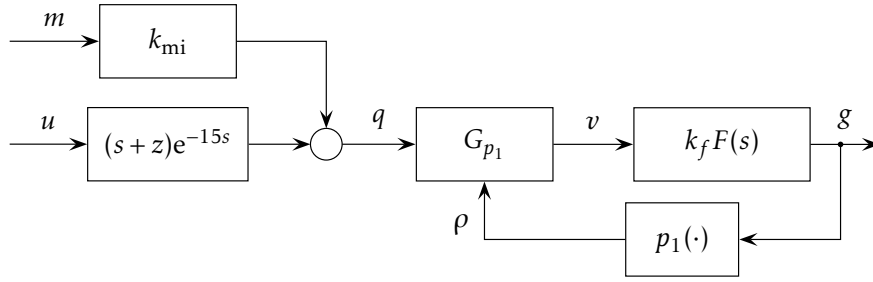 m
k_mi
u
(s + z)e^{−15s}
q
G_{p_1}
v
k_f F(s)
g
ρ
p_1(·)